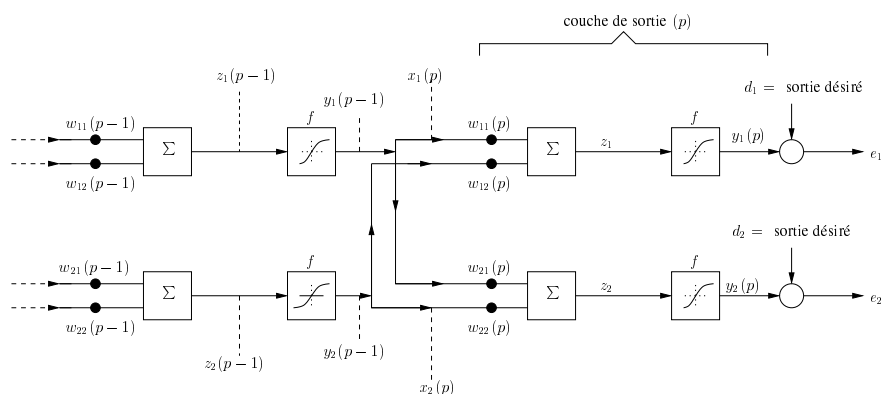 couche de sortie (p)
z₁(p−1)
x₁(p)
y₁(p−1)
d₁ = sortie désiré
w₁₁(p−1)
f
w₁₁(p)
f
Σ
Σ
z₁
y₁(p)
e₁
w₁₂(p−1)
w₁₂(p)
d₂ = sortie désiré
w₂₁(p−1)
f
w₂₁(p)
f
Σ
Σ
z₂
y₂(p)
e₂
w₂₂(p−1)
w₂₂(p)
z₂(p−1)
y₂(p−1)
x₂(p)